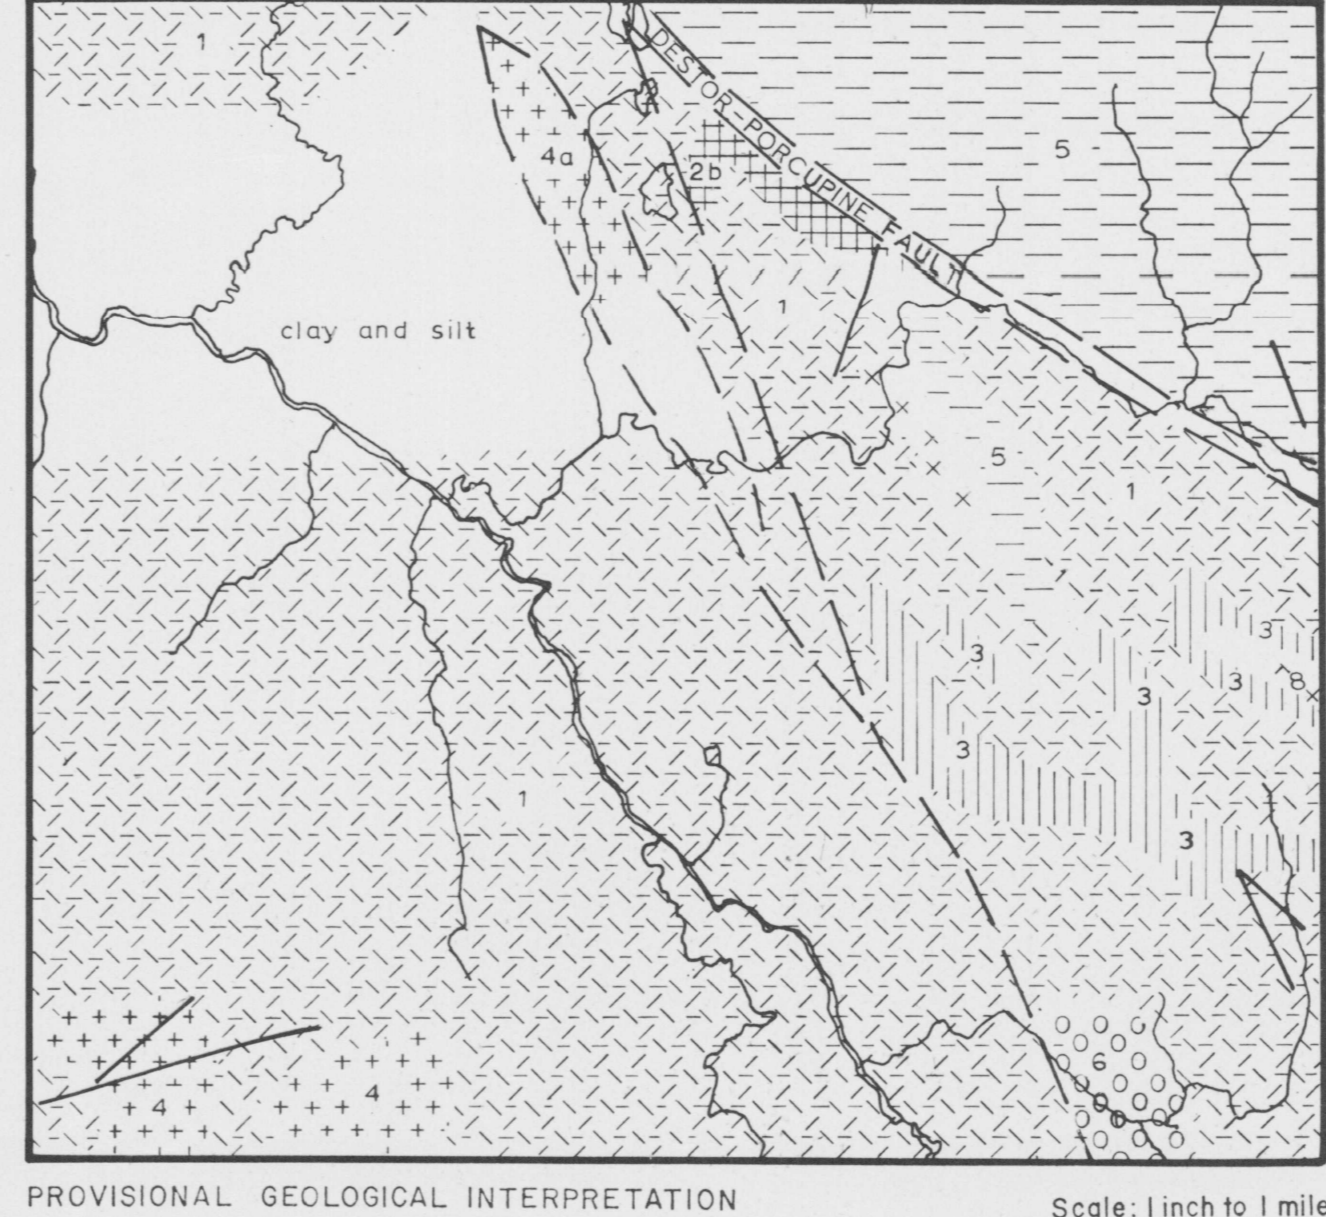 1
DESTOR-PORCUPINE FAULT
4a
2b
5
1
clay and silt
5
1
3
3
3
3
8
3
1
3
6
4
4
6
PROVISIONAL GEOLOGICAL INTERPRETATION
Scale: 1 inch to 1 mile